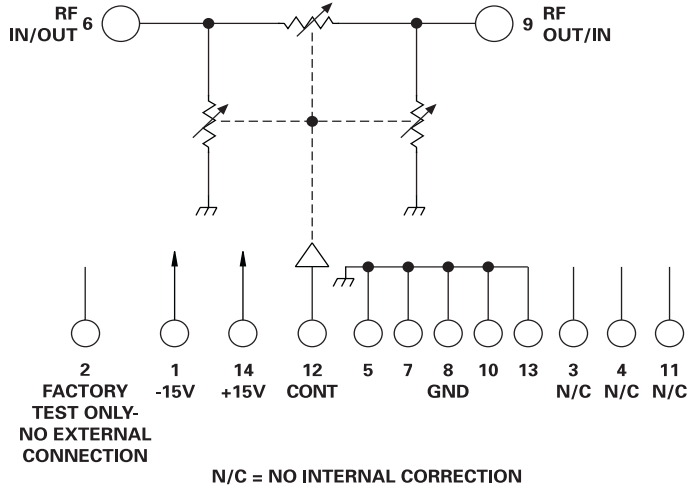 RF
IN/OUT 6
9 RF
OUT/IN
2
FACTORY
TEST ONLY-
NO EXTERNAL
CONNECTION
1
-15V
14
+15V
12
CONT
5 7 8 10 13
GND
3
N/C
4
N/C
11
N/C
N/C = NO INTERNAL CORRECTION